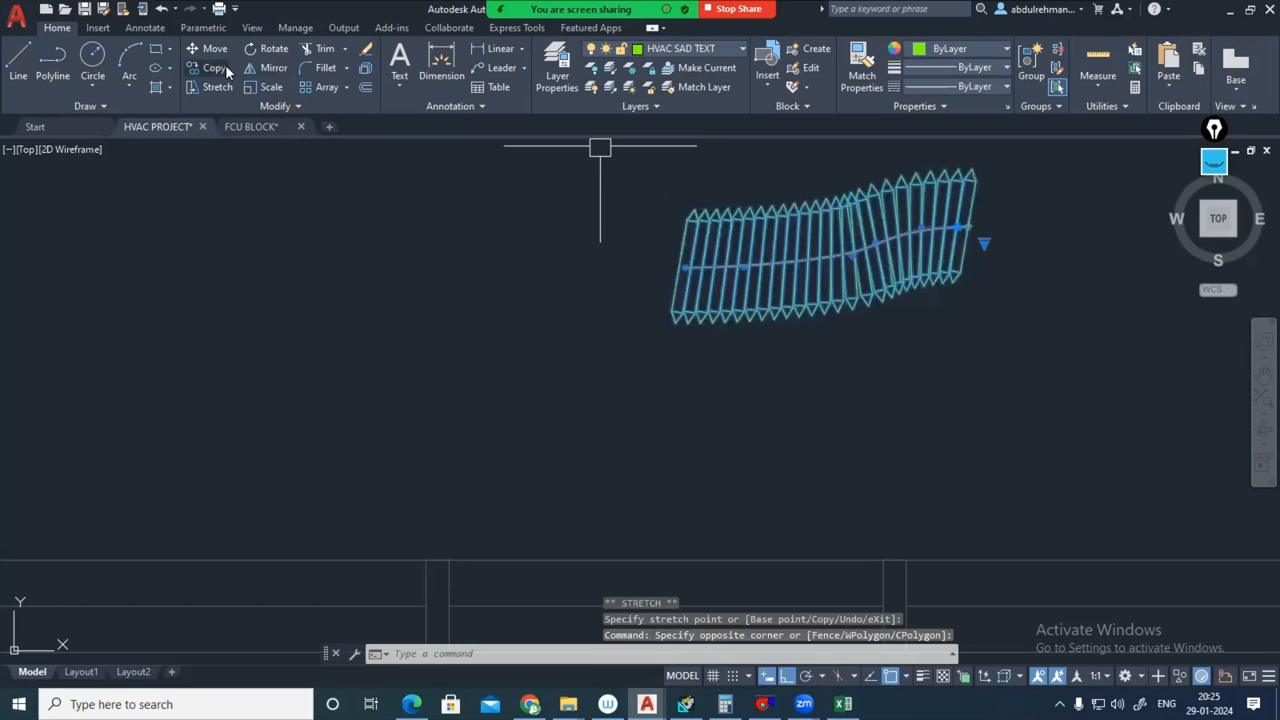 Autodesk Aut
You are screen sharing
Stop Share
Type a keyword or phrase
abdulrehman...
Home Insert Annotate Parametric View Manage Output Add-ins Collaborate Express Tools Featured Apps
Line Polyline Circle Arc
Move Rotate Trim
Copy Mirror Fillet
Stretch Scale Array
Text Dimension
Linear
Leader
Table
Layer Properties
HVAC SAD TEXT
Make Current
Match Layer
Insert
Create
Edit
Match Properties
ByLayer
ByLayer
ByLayer
Group
Measure
Paste
Base
Draw Modify Annotation Layers Block Properties Groups Utilities Clipboard View
Start HVAC PROJECT* FCU BLOCK*
[−][Top][2D Wireframe]
N
W TOP E
S
WCS
Y
X
** STRETCH **
Specify stretch point or [Base point/Copy/Undo/eXit]:
Command: Specify opposite corner or [Fence/WPolygon/CPolygon]:
Type a command
Activate Windows
Go to Settings to activate Windows.
Model Layout1 Layout2
MODEL
1:1
Type here to search
ENG
20:25
29-01-2024